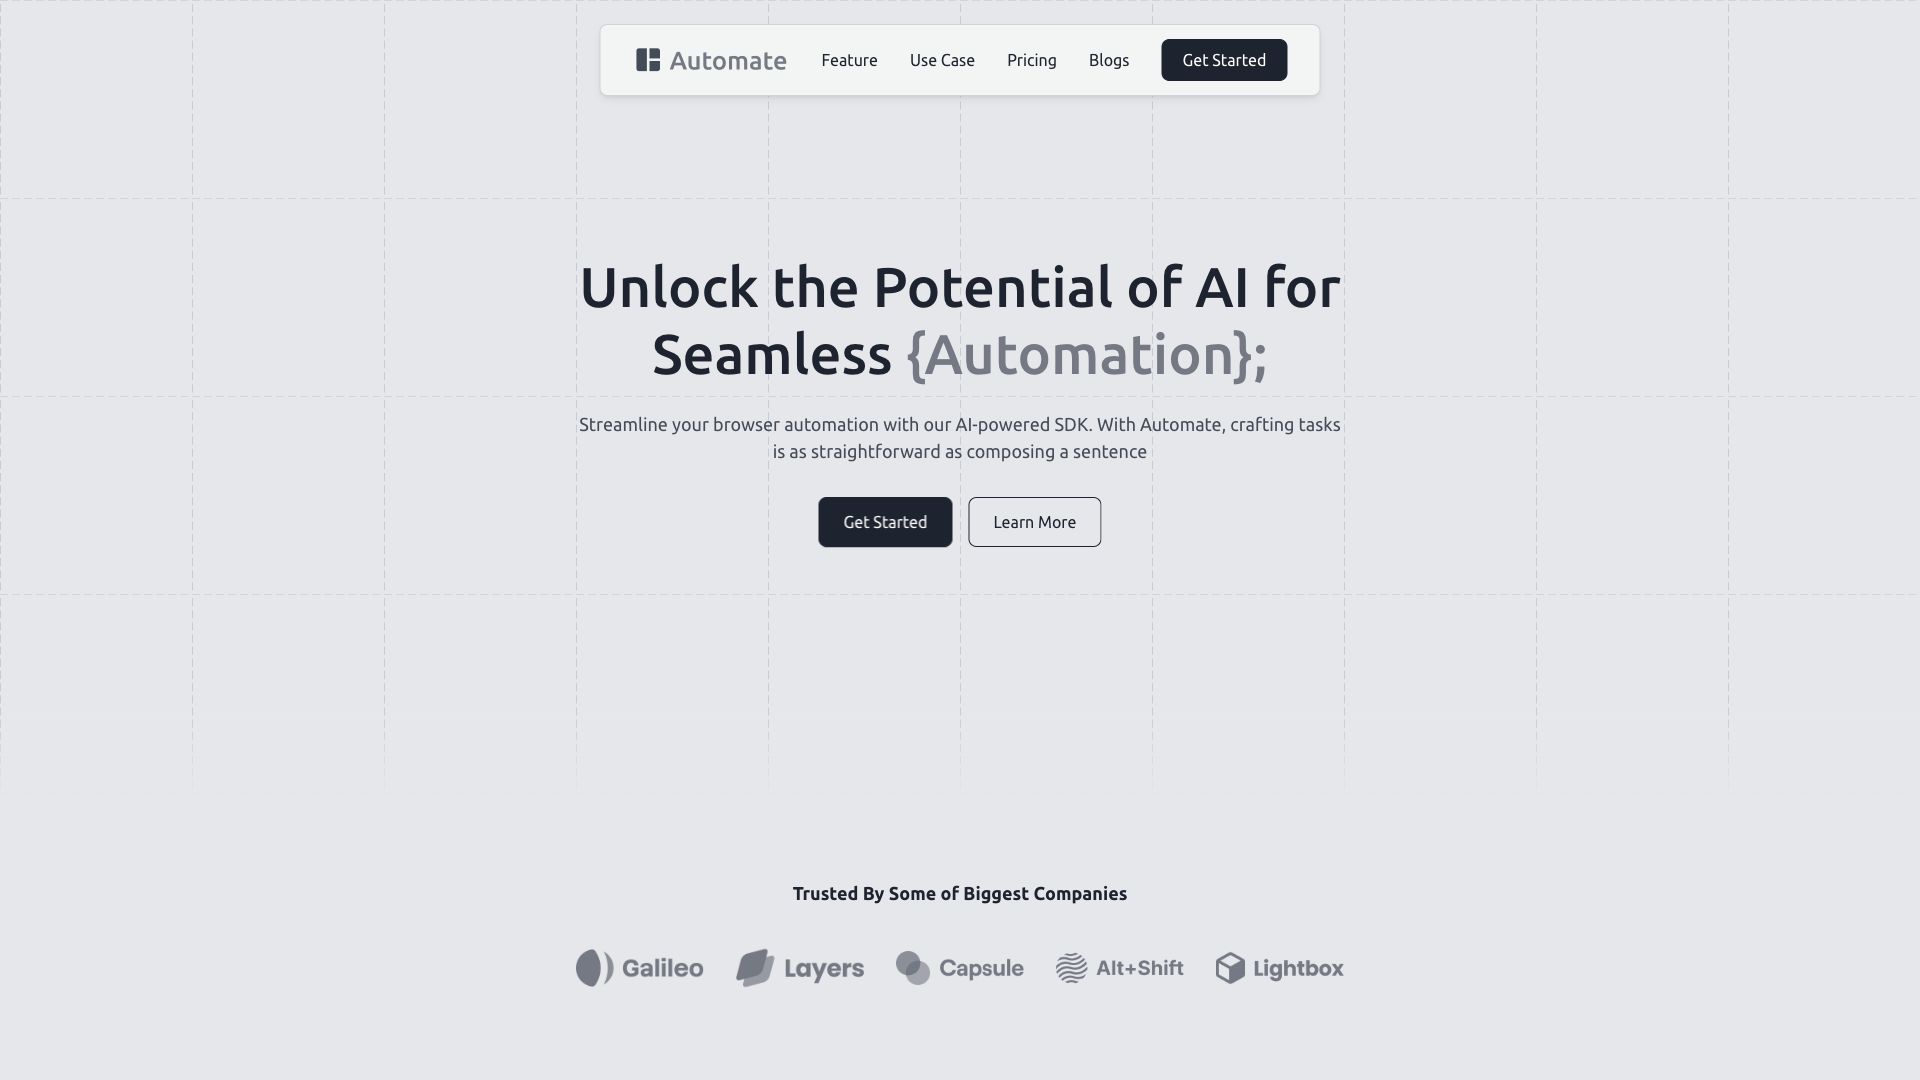 Automate Feature Use Case Pricing Blogs Get Started
Unlock the Potential of AI for
Seamless {Automation};
Streamline your browser automation with our AI-powered SDK. With Automate, crafting tasks
is as straightforward as composing a sentence
Get Started Learn More
Trusted By Some of Biggest Companies
Galileo Layers Capsule Alt+Shift Lightbox